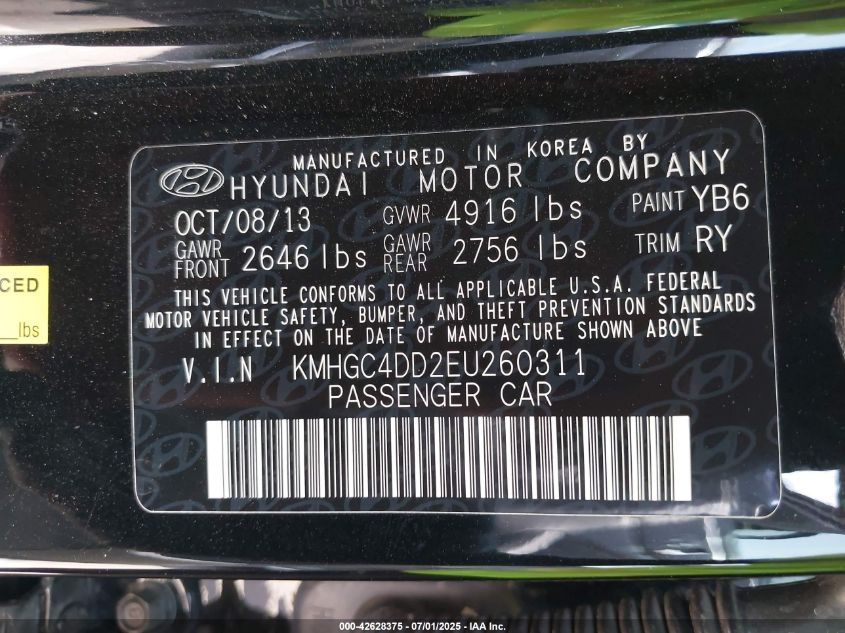 MANUFACTURED IN KOREA BY
HYUNDAI MOTOR COMPANY
OCT/08/13 GVWR 4916 lbs PAINT YB6
GAWR FRONT 2646 lbs GAWR REAR 2756 lbs TRIM RY
THIS VEHICLE CONFORMS TO ALL APPLICABLE U.S.A. FEDERAL
MOTOR VEHICLE SAFETY, BUMPER, AND THEFT PREVENTION STANDARDS
IN EFFECT ON THE DATE OF MANUFACTURE SHOWN ABOVE
V.I.N KMHGC4DD2EU260311
PASSENGER CAR
CED
__lbs
000-42628375 - 07/01/2025 - IAA Inc.